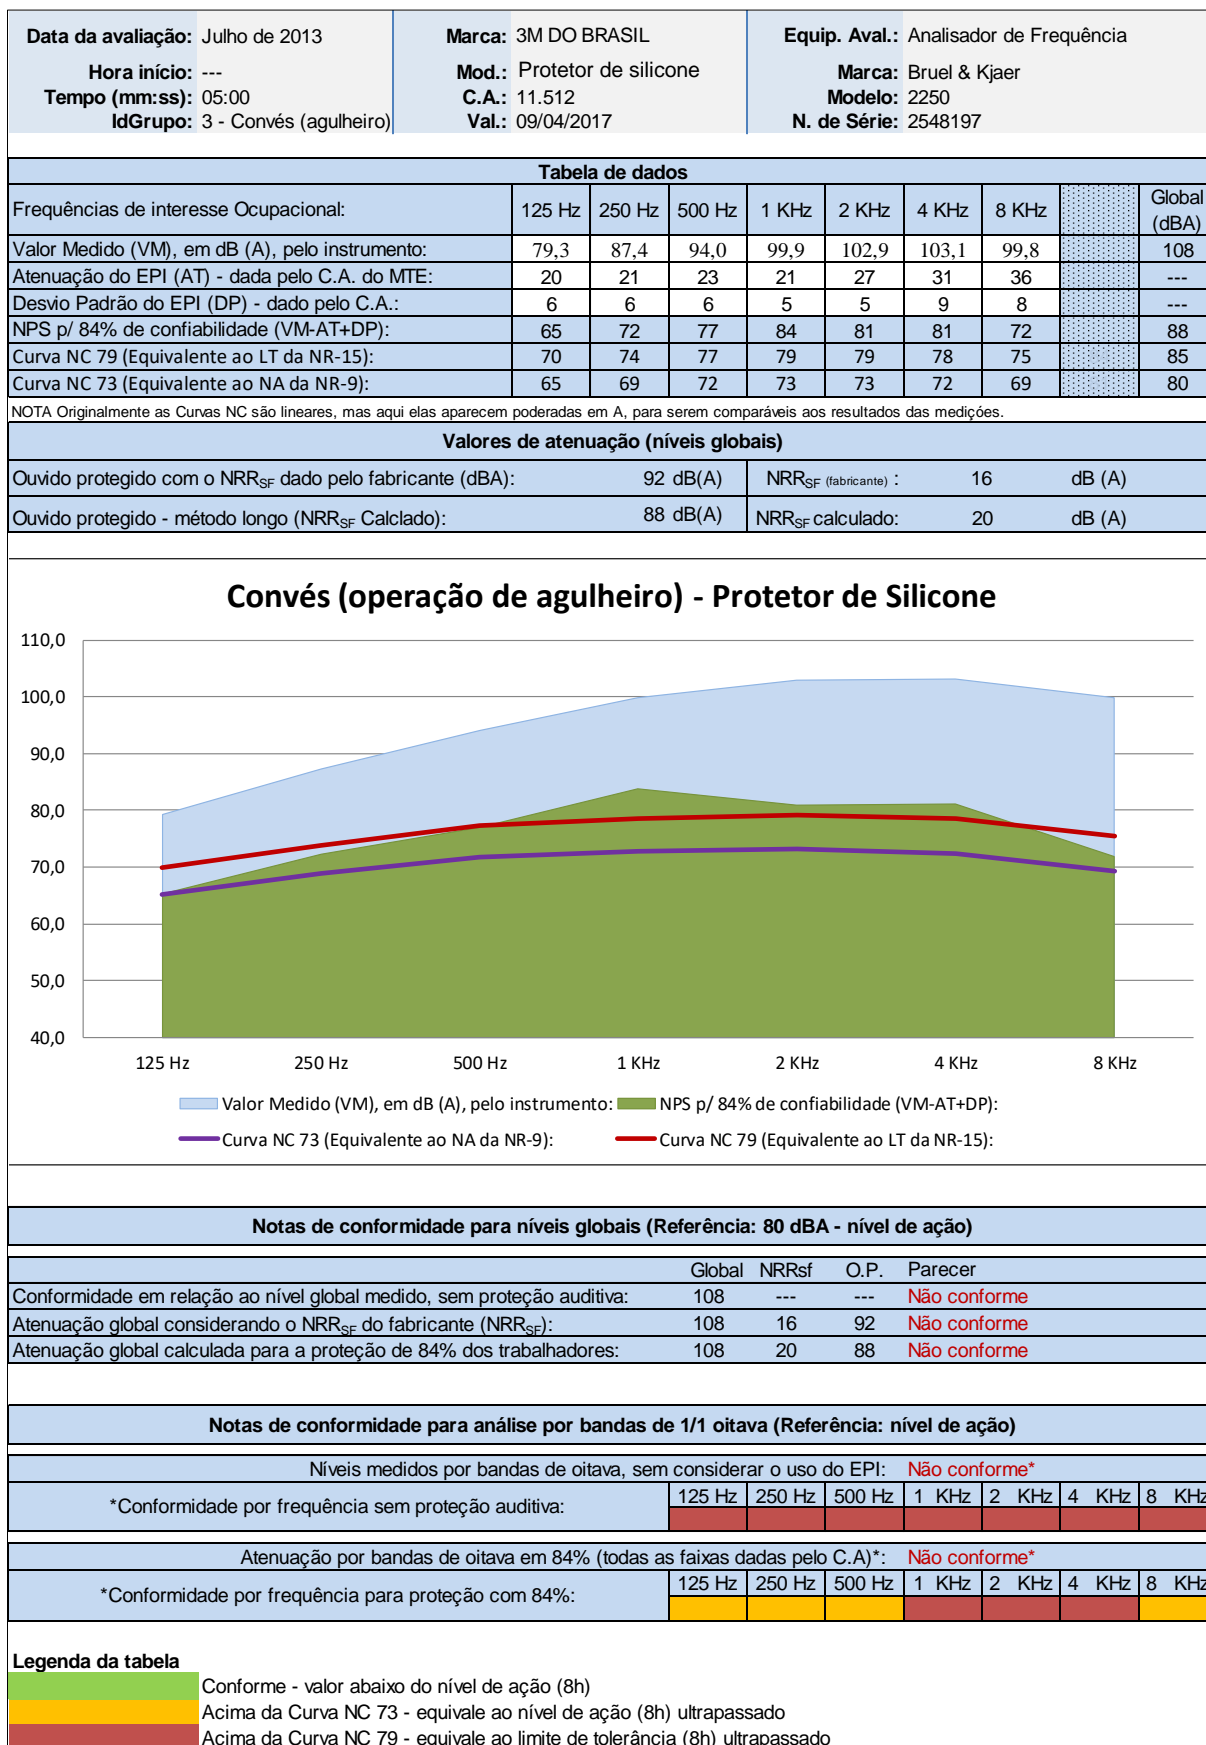 Data da avaliação: Julho de 2013 Marca: 3M DO BRASIL Equip. Aval.: Analisador de Frequência
Hora início: --- Mod.: Protetor de silicone Marca: Bruel & Kjaer
Tempo (mm:ss): 05:00 C.A.: 11.512 Modelo: 2250
IdGrupo: 3 - Convés (agulheiro) Val.: 09/04/2017 N. de Série: 2548197
Tabela de dados
Frequências de interesse Ocupacional: 125 Hz 250 Hz 500 Hz 1 KHz 2 KHz 4 KHz 8 KHz Global (dBA)
Valor Medido (VM), em dB (A), pelo instrumento: 79,3 87,4 94,0 99,9 102,9 103,1 99,8 108
Atenuação do EPI (AT) - dada pelo C.A. do MTE: 20 21 23 21 27 31 36 ---
Desvio Padrão do EPI (DP) - dado pelo C.A.: 6 6 6 5 5 9 8 ---
NPS p/ 84% de confiabilidade (VM-AT+DP): 65 72 77 84 81 81 72 88
Curva NC 79 (Equivalente ao LT da NR-15): 70 74 77 79 79 78 75 85
Curva NC 73 (Equivalente ao NA da NR-9): 65 69 72 73 73 72 69 80
NOTA Originalmente as Curvas NC são lineares, mas aqui elas aparecem poderadas em A, para serem comparáveis aos resultados das medições.
Valores de atenuação (níveis globais)
Ouvido protegido com o NRRSF dado pelo fabricante (dBA): 92 dB(A) NRRSF (fabricante) : 16 dB (A)
Ouvido protegido - método longo (NRRSF Calclado): 88 dB(A) NRRSF calculado: 20 dB (A)
Convés (operação de agulheiro) - Protetor de Silicone
110,0
100,0
90,0
80,0
70,0
60,0
50,0
40,0
125 Hz 250 Hz 500 Hz 1 KHz 2 KHz 4 KHz 8 KHz
Valor Medido (VM), em dB (A), pelo instrumento: NPS p/ 84% de confiabilidade (VM-AT+DP):
Curva NC 73 (Equivalente ao NA da NR-9): Curva NC 79 (Equivalente ao LT da NR-15):
Notas de conformidade para níveis globais (Referência: 80 dBA - nível de ação)
Global NRRsf O.P. Parecer
Conformidade em relação ao nível global medido, sem proteção auditiva: 108 --- --- Não conforme
Atenuação global considerando o NRRSF do fabricante (NRRSF): 108 16 92 Não conforme
Atenuação global calculada para a proteção de 84% dos trabalhadores: 108 20 88 Não conforme
Notas de conformidade para análise por bandas de 1/1 oitava (Referência: nível de ação)
Níveis medidos por bandas de oitava, sem considerar o uso do EPI: Não conforme*
*Conformidade por frequência sem proteção auditiva: 125 Hz 250 Hz 500 Hz 1 KHz 2 KHz 4 KHz 8 KHz
Atenuação por bandas de oitava em 84% (todas as faixas dadas pelo C.A)*: Não conforme*
*Conformidade por frequência para proteção com 84%: 125 Hz 250 Hz 500 Hz 1 KHz 2 KHz 4 KHz 8 KHz
Legenda da tabela
Conforme - valor abaixo do nível de ação (8h)
Acima da Curva NC 73 - equivale ao nível de ação (8h) ultrapassado
Acima da Curva NC 79 - equivale ao limite de tolerância (8h) ultrapassado